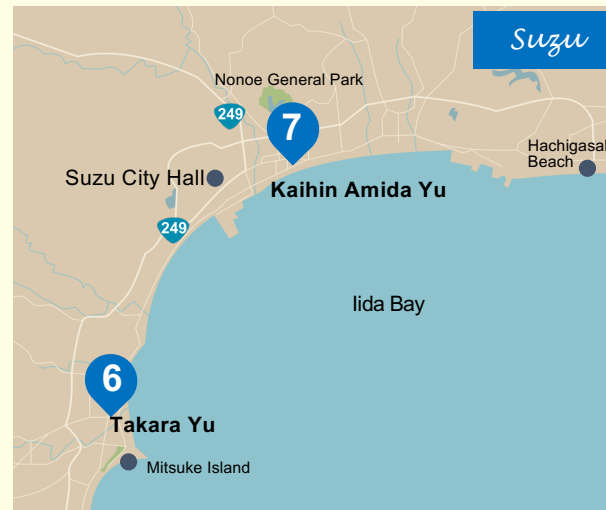 Suzu
Nonoe General Park
249
7
Hachigasaki
Beach
Suzu City Hall
Kaihin Amida Yu
249
Iida Bay
6
Takara Yu
Mitsuke Island